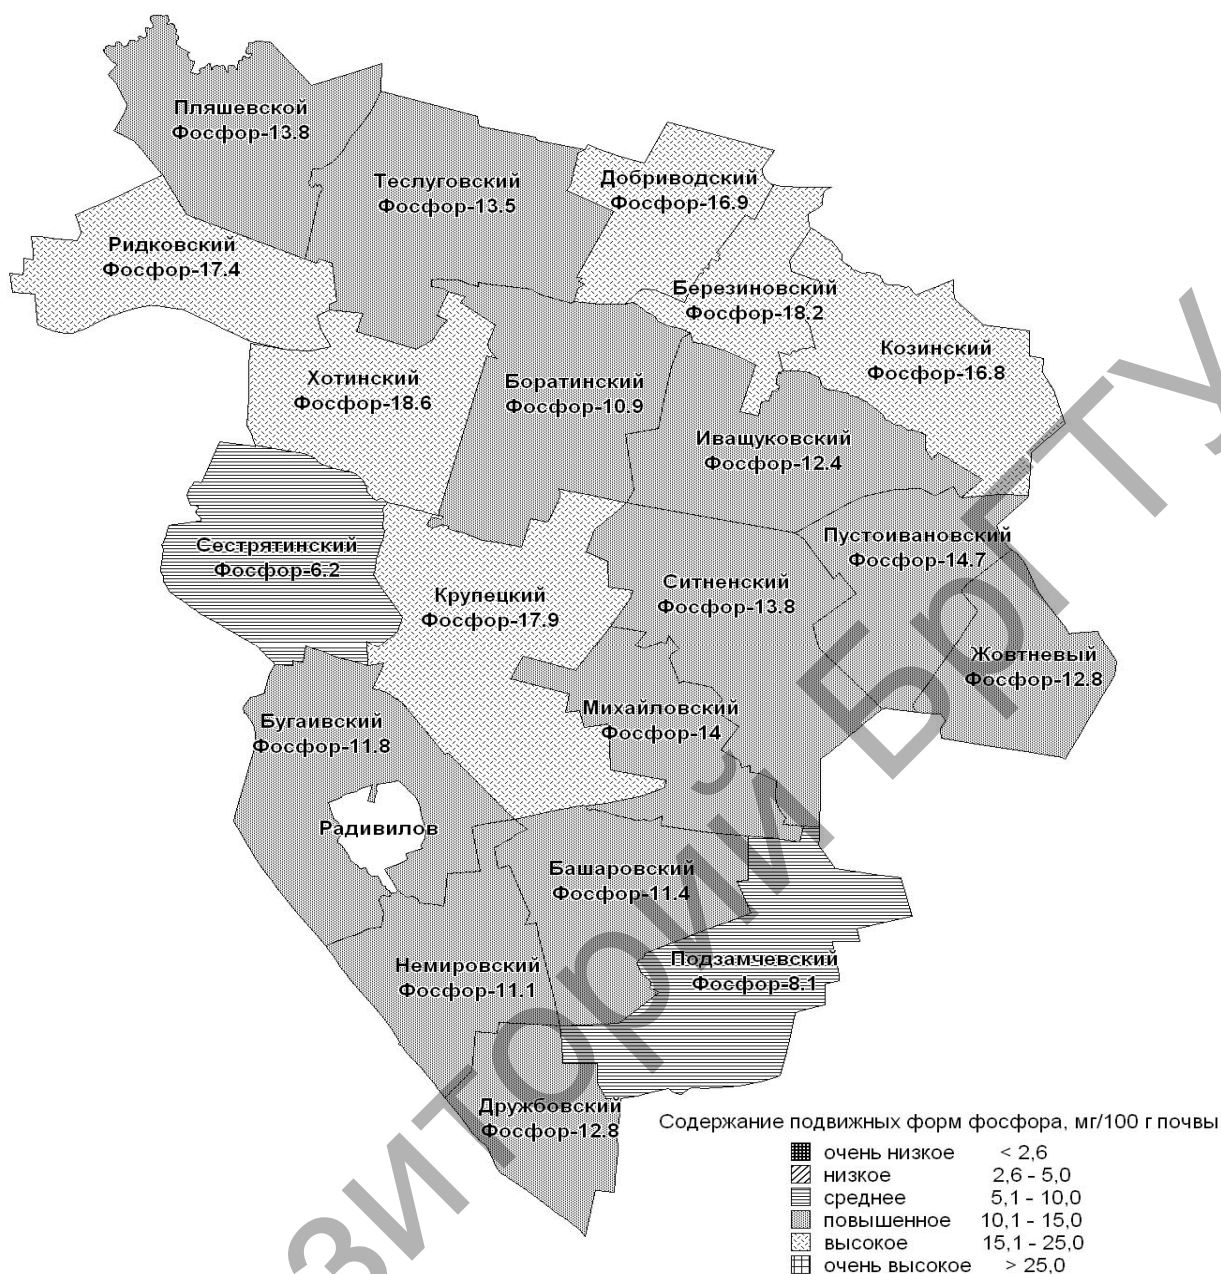 Пляшевской
Фосфор-13.8
Теслуговский
Фосфор-13.5
Добриводский
Фосфор-16.9
Ридковский
Фосфор-17.4
Березиновский
Фосфор-18.2
Козинский
Фосфор-16.8
Хотинский
Фосфор-18.6
Боратинский
Фосфор-10.9
Иващуковский
Фосфор-12.4
Сестрятинский
Фосфор-6.2
Пустоивановский
Фосфор-14.7
Крупецкий
Фосфор-17.9
Ситненский
Фосфор-13.8
Жовтневый
Фосфор-12.8
Бугаивский
Фосфор-11.8
Михайловский
Фосфор-14
Радивилов
Башаровский
Фосфор-11.4
Немировский
Фосфор-11.1
Подзамчевский
Фосфор-8.1
Дружбовский
Фосфор-12.8
Содержание подвижных форм фосфора, мг/100 г почвы
очень низкое < 2,6
низкое 2,6 - 5,0
среднее 5,1 - 10,0
повышенное 10,1 - 15,0
высокое 15,1 - 25,0
очень высокое > 25,0
зиторий БрГТУ